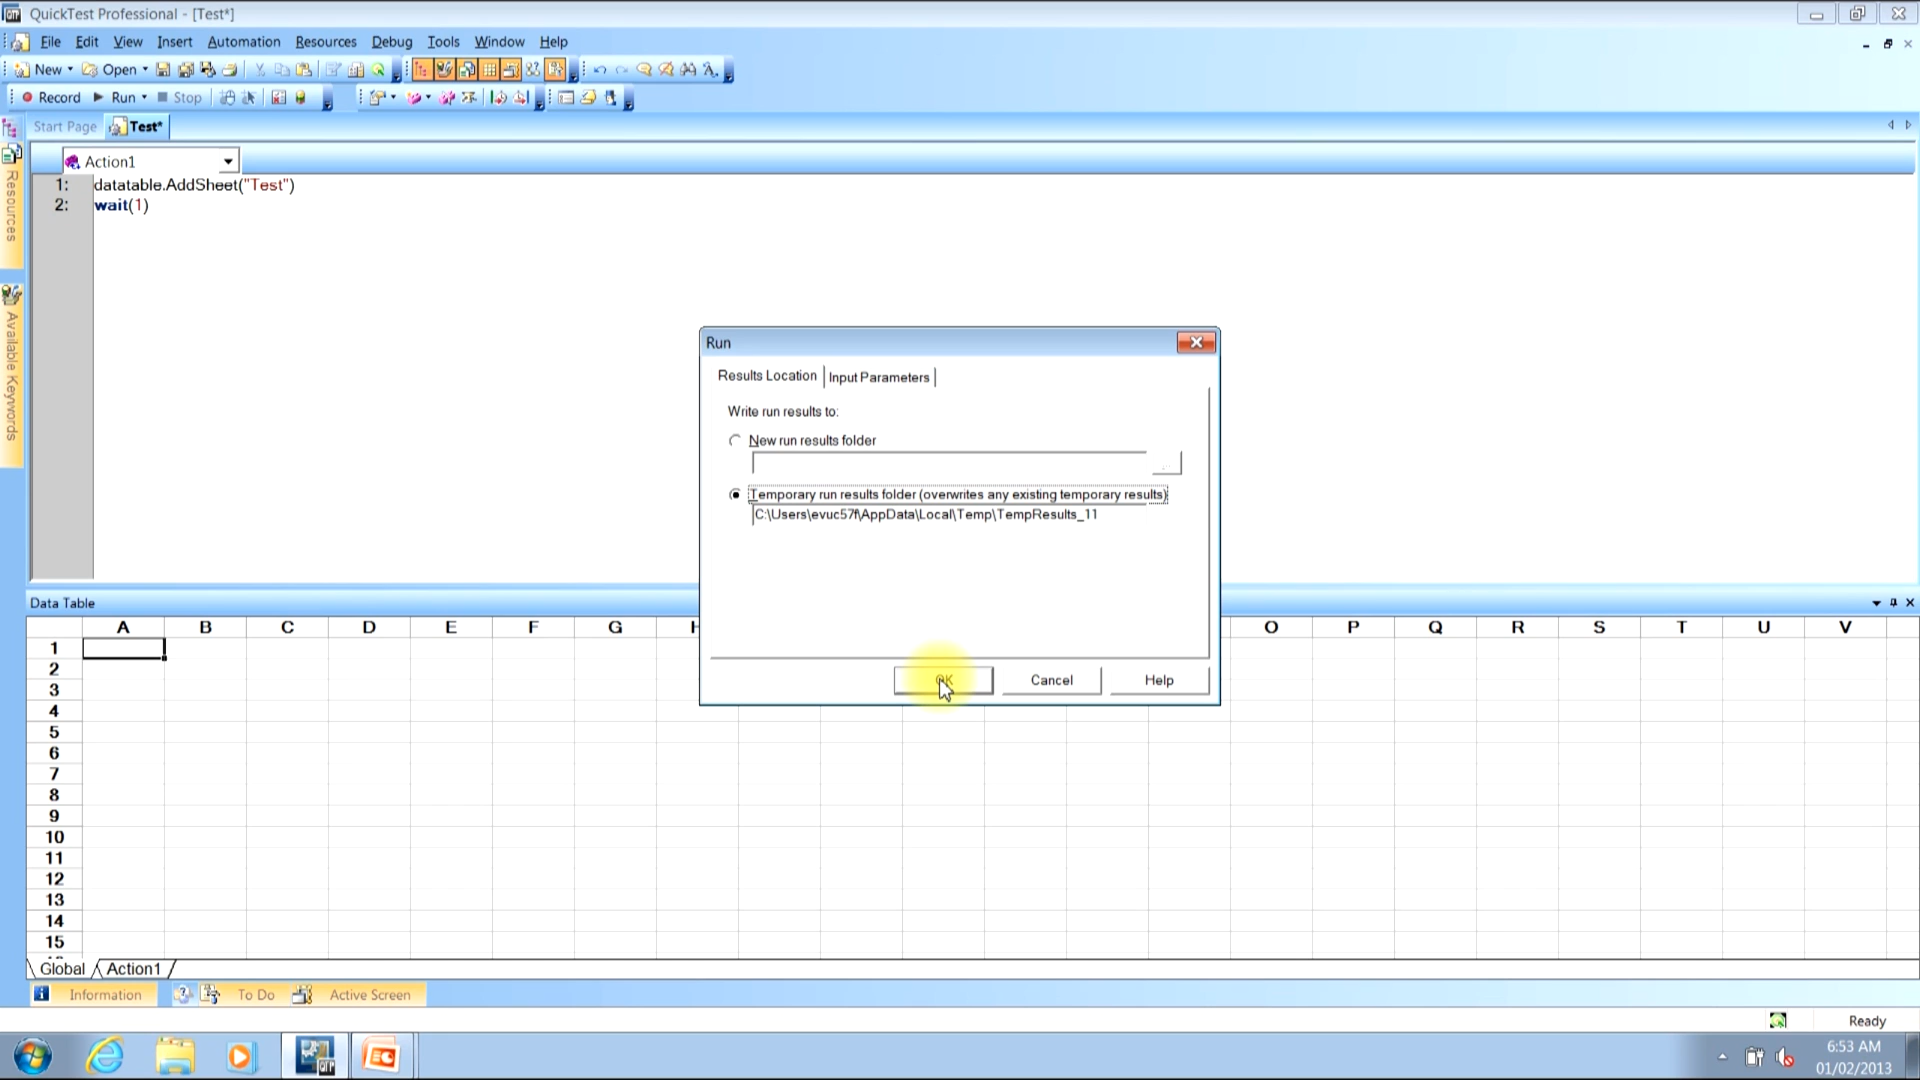 QuickTest Professional - [Test*]
File Edit View Insert Automation Resources Debug Tools Window Help
New Open
Record Run Stop
Start Page Test*
Action1
1: datatable.AddSheet("Test")
2: wait(1)
Resources
Available Keywords
Run
Results Location Input Parameters
Write run results to:
New run results folder
...
Temporary run results folder (overwrites any existing temporary results)
C:\Users\evuc57f\AppData\Local\Temp\TempResults_11
OK Cancel Help
Data Table
A B C D E F G H O P Q R S T U V
1
2
3
4
5
6
7
8
9
10
11
12
13
14
15
Global Action1
Information To Do Active Screen
Ready
QTP
6:53 AM
01/02/2013